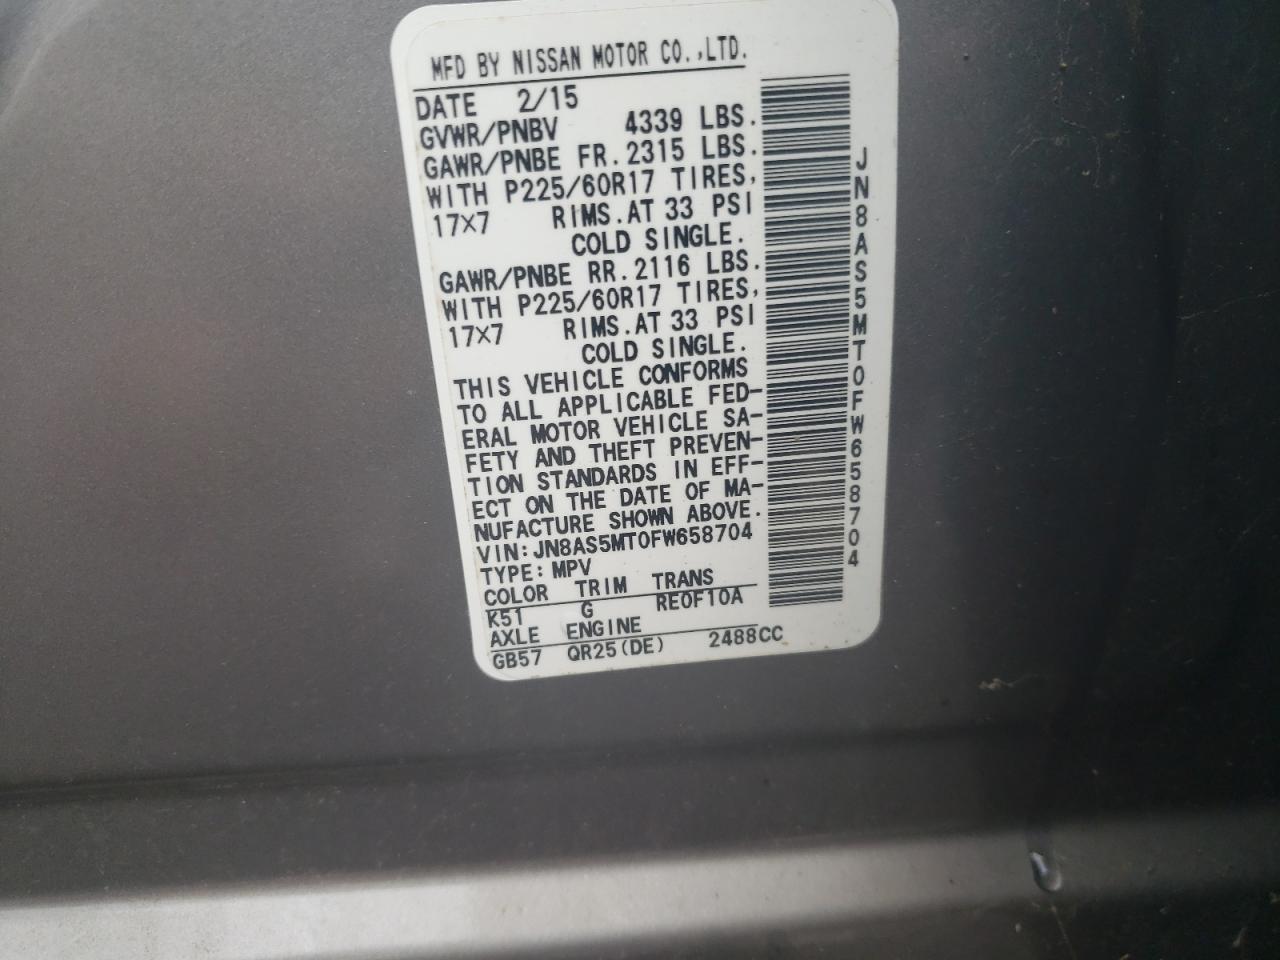 MFD BY NISSAN MOTOR CO.,LTD.
DATE 2/15
GVWR/PNBV 4339 LBS.
GAWR/PNBE FR.2315 LBS.
WITH P225/60R17 TIRES,
17×7 RIMS.AT 33 PSI
COLD SINGLE.
GAWR/PNBE RR.2116 LBS.
WITH P225/60R17 TIRES,
17×7 RIMS.AT 33 PSI
COLD SINGLE.
THIS VEHICLE CONFORMS
TO ALL APPLICABLE FED-
ERAL MOTOR VEHICLE SA-
FETY AND THEFT PREVEN-
TION STANDARDS IN EFF-
ECT ON THE DATE OF MA-
NUFACTURE SHOWN ABOVE.
VIN:JN8AS5MT0FW658704
TYPE:MPV
COLOR TRIM TRANS
K51 G RE0F10A
AXLE ENGINE
GB57 QR25(DE) 2488CC
JN8AS5MT0FW658704